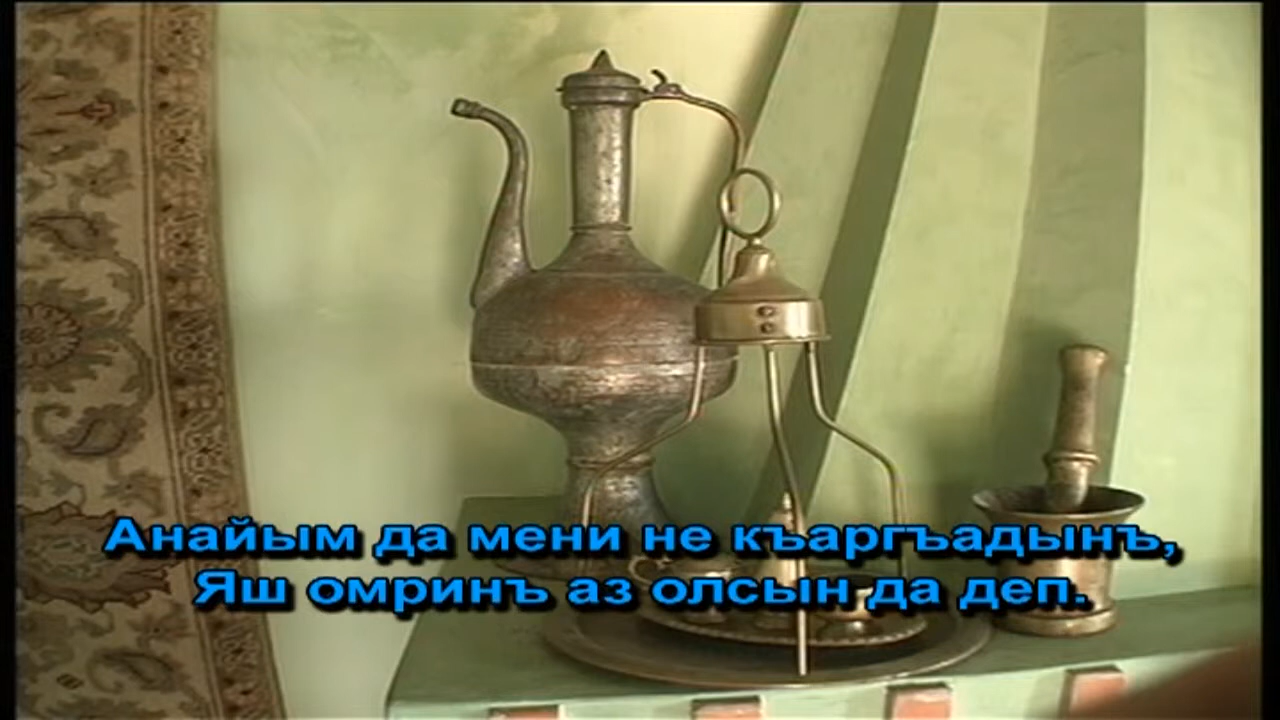 Анайым да мени не къаргъадынъ,
Яш омринъ аз олсын да деп.